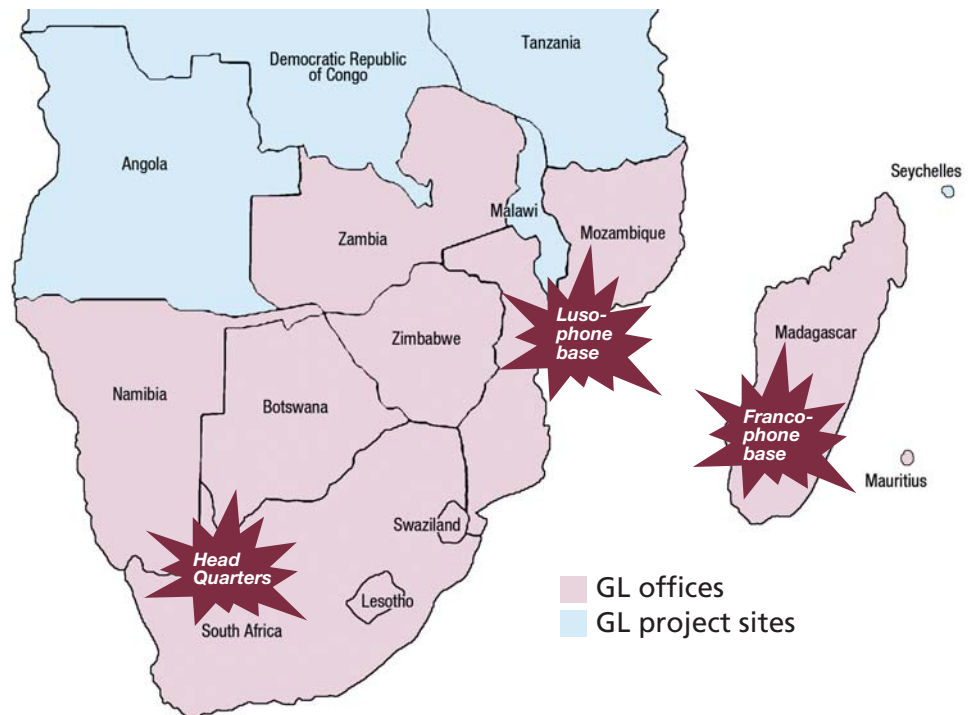 Tanzania
Democratic Republic
of Congo
Angola
Seychelles
Malawi
Zambia
Mozambique
Luso-
phone
base
Madagascar
Zimbabwe
Namibia
Botswana
Franco-
phone
base
Mauritius
Swaziland
Head
Quarters
Lesotho
South Africa
GL offices
GL project sites